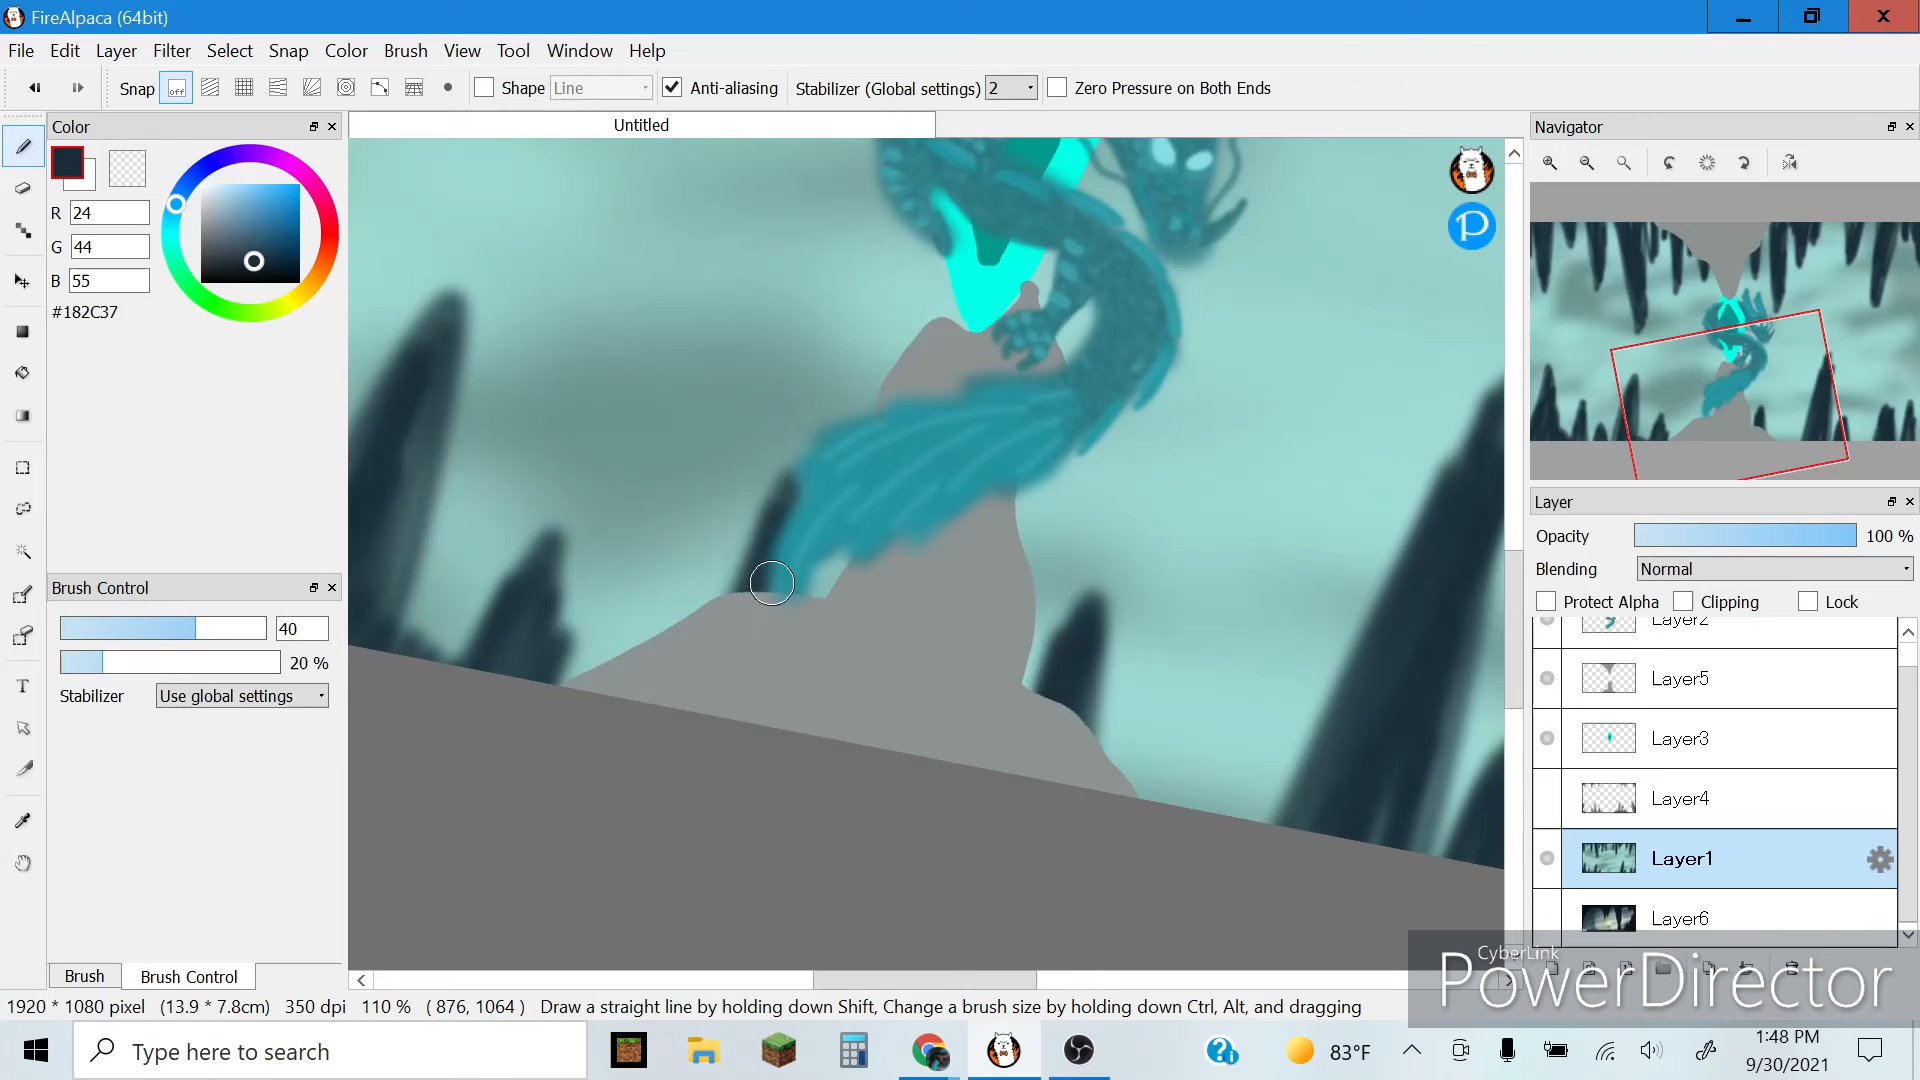 FireAlpaca (64bit)
File Edit Layer Filter Select Snap Color Brush View Tool Window Help
Snap off Shape Line Anti-aliasing Stabilizer (Global settings) 2 Zero Pressure on Both Ends
Color
Untitled
Navigator
R 24
G 44
B 55
#182C37
Layer
Opacity 100 %
Blending Normal
Protect Alpha Clipping Lock
Brush Control
40
20 %
Stabilizer Use global settings
Layer2
Layer5
Layer3
Layer4
Layer1
Layer6
Brush Brush Control
CyberLink
PowerDirector
1920 * 1080 pixel (13.9 * 7.8cm) 350 dpi 110 % ( 876, 1064 ) Draw a straight line by holding down Shift, Change a brush size by holding down Ctrl, Alt, and dragging
Type here to search
83°F
1:48 PM
9/30/2021